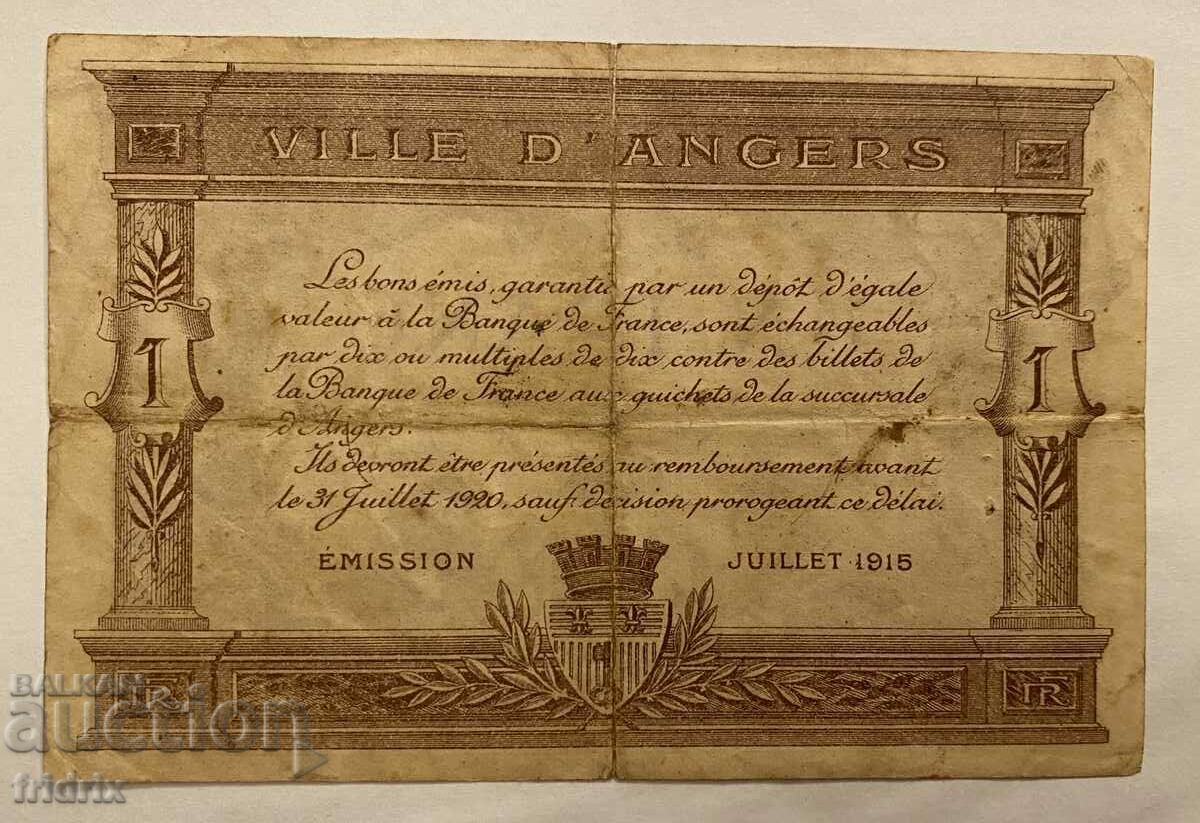 VILLE D'ANGERS
Les bons émis, garantis par un dépôt d'égale
valeur à la Banque de France, sont échangeables
par dix ou multiples de dix contre des billets de
la Banque de France aux guichets de la succursale
d'Angers.
Ils devront être présentés au remboursement avant
le 31 Juillet 1920, sauf decision prorogeant ce délai.
1
1
ÉMISSION JUILLET 1915
RF
RF
BALKAN
auction
fridrix